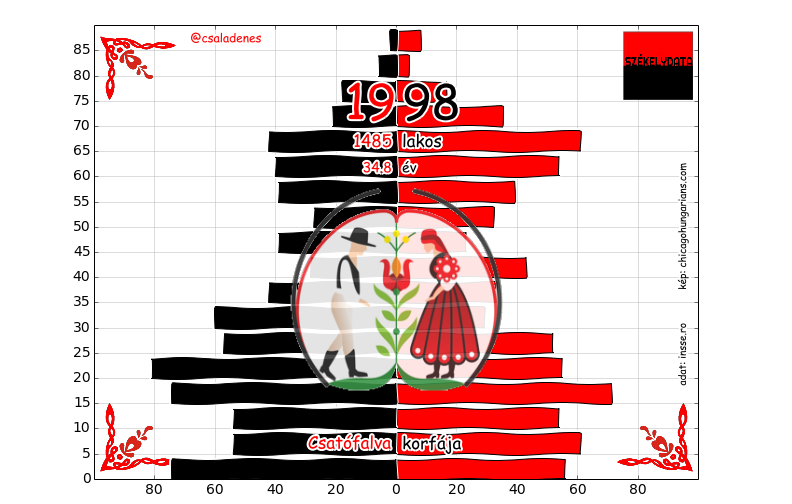 @csaladenes
SZÉKELYDATA
1998
1485 lakos
34.8 év
kép: chicagohungarians.com
adat: insse.ro
Csatófalva korfája
85
80
75
70
65
60
55
50
45
40
35
30
25
20
15
10
5
0
80 60 40 20 0 20 40 60 80